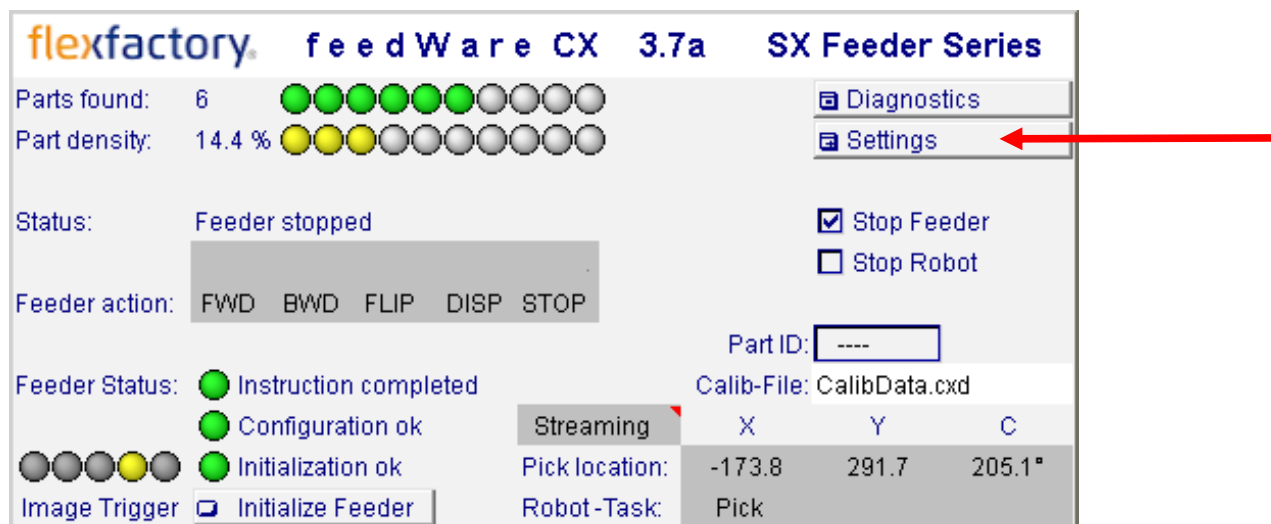 flexfactory. feedWare CX 3.7a SX Feeder Series
Parts found: 6 Diagnostics
Part density: 14.4 % Settings
Status: Feeder stopped Stop Feeder
Stop Robot
Feeder action: FWD BWD FLIP DISP STOP
Part ID: ----
Feeder Status: Instruction completed Calib-File: CalibData.cxd
Configuration ok Streaming X Y C
Initialization ok Pick location: -173.8 291.7 205.1°
Image Trigger Initialize Feeder Robot-Task: Pick